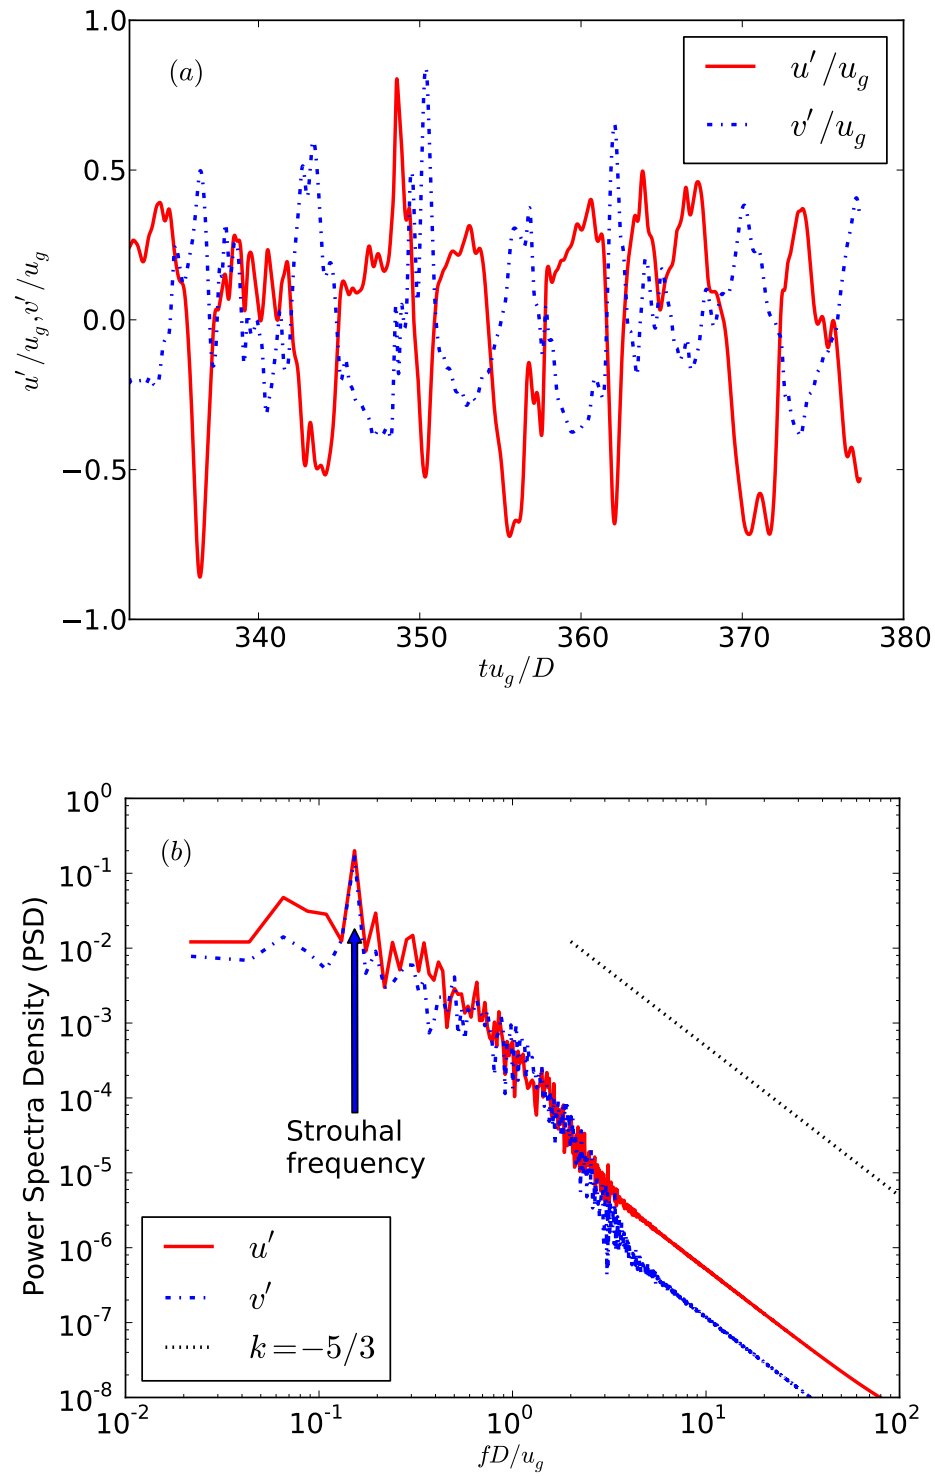 1.0
(a)
u′/u_g
v′/u_g
0.5
0.0
−0.5
−1.0
u′/u_g, v′/u_g
340 350 360 370 380
tu_g/D
10^0
(b)
10^-1
10^-2
10^-3
10^-4
10^-5
10^-6
10^-7
10^-8
Power Spectra Density (PSD)
Strouhal
frequency
u′
v′
k=−5/3
10^-2 10^-1 10^0 10^1 10^2
fD/u_g